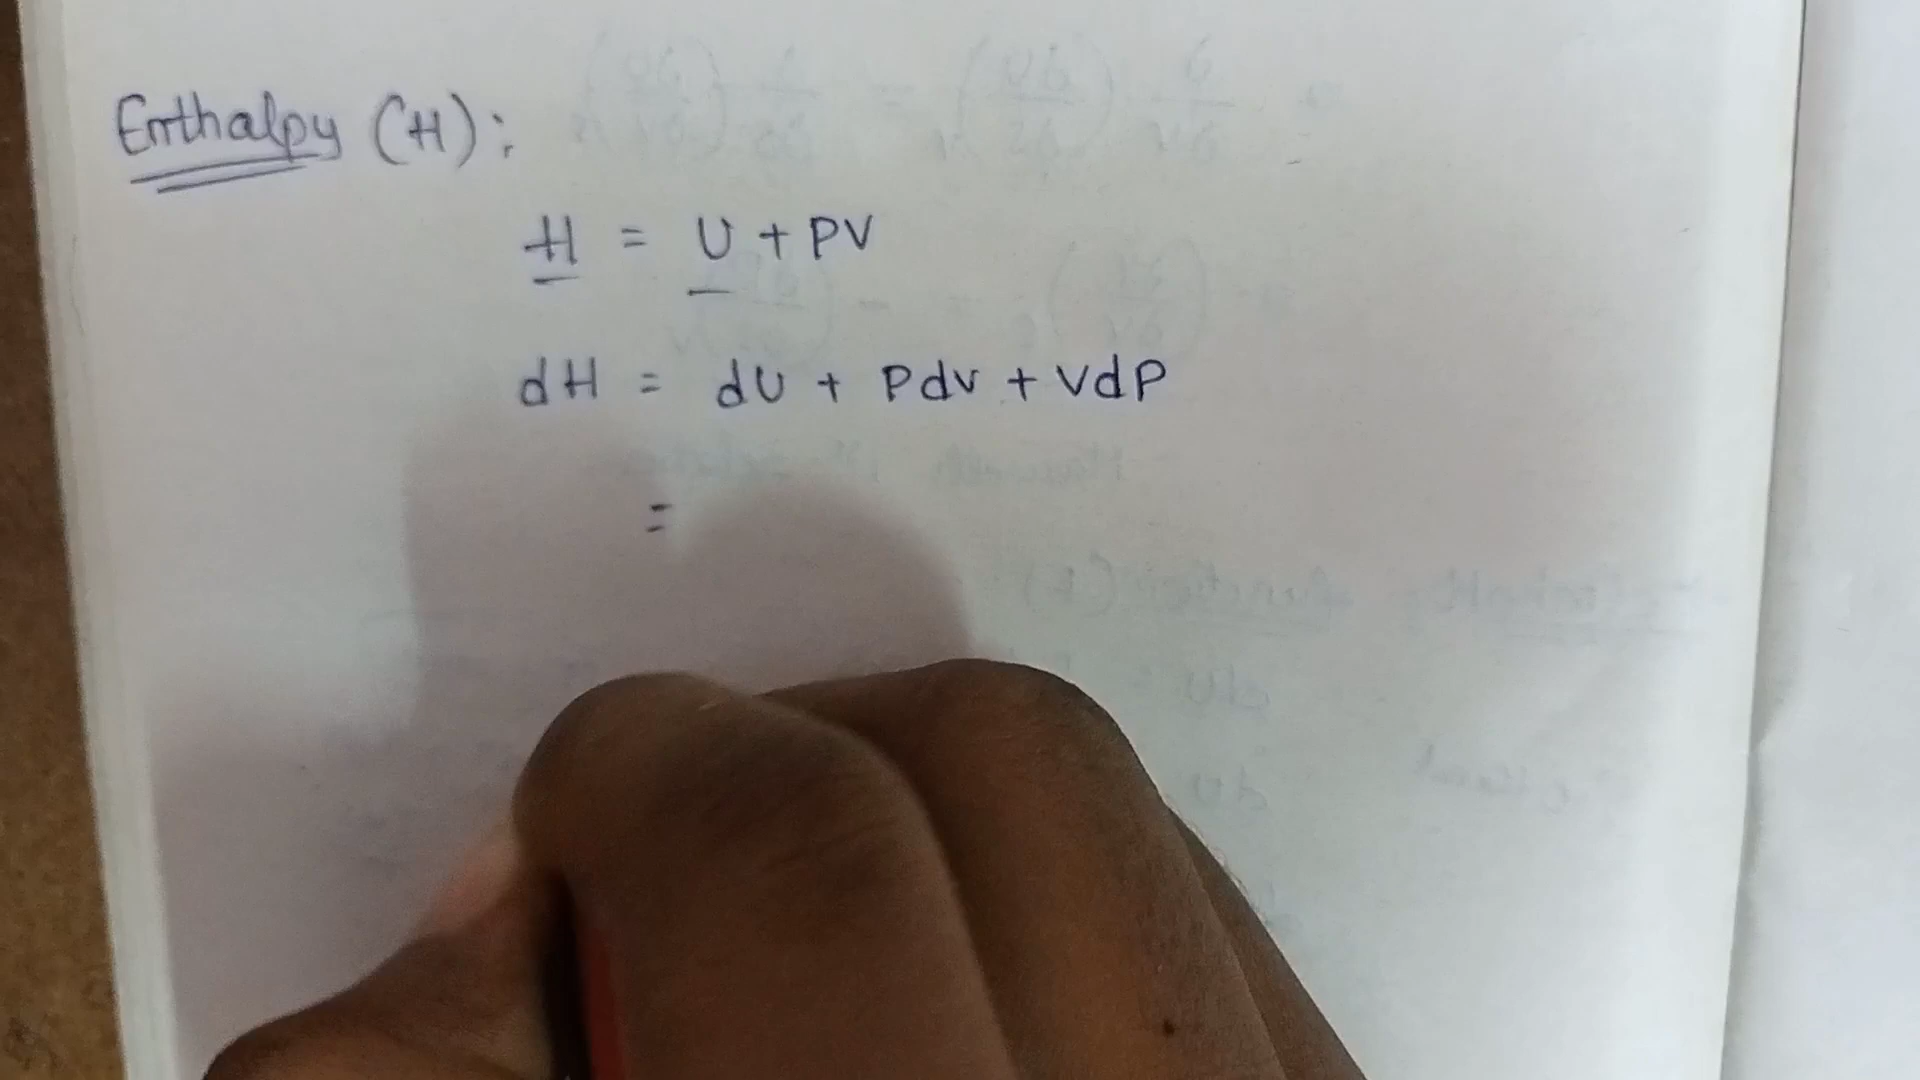 Enthalpy (H):
H = U + PV
dH = dU + Pdv + VdP
=